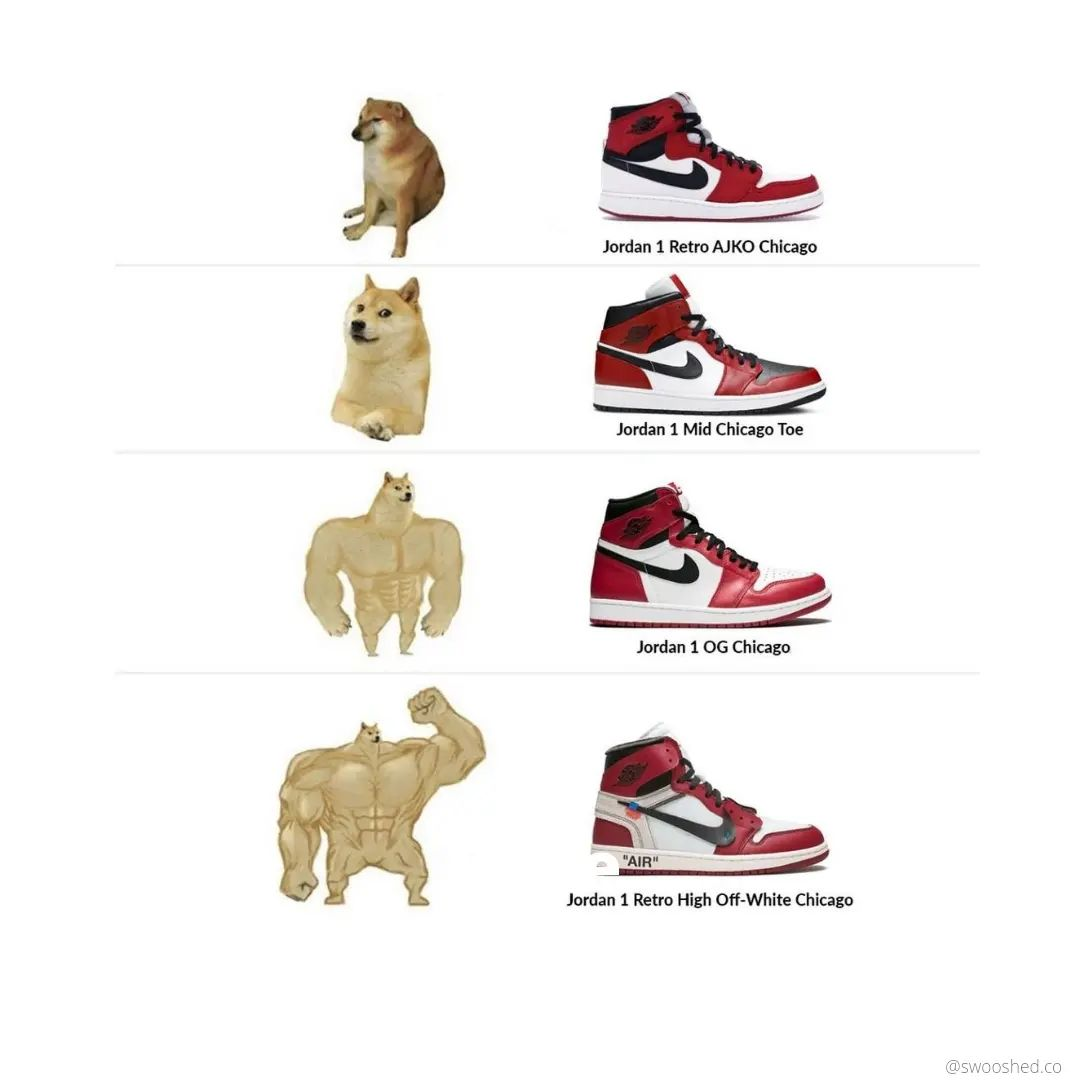 Jordan 1 Retro AJKO Chicago
Jordan 1 Mid Chicago Toe
Jordan 1 OG Chicago
"AIR"
Jordan 1 Retro High Off-White Chicago
@swooshed.co